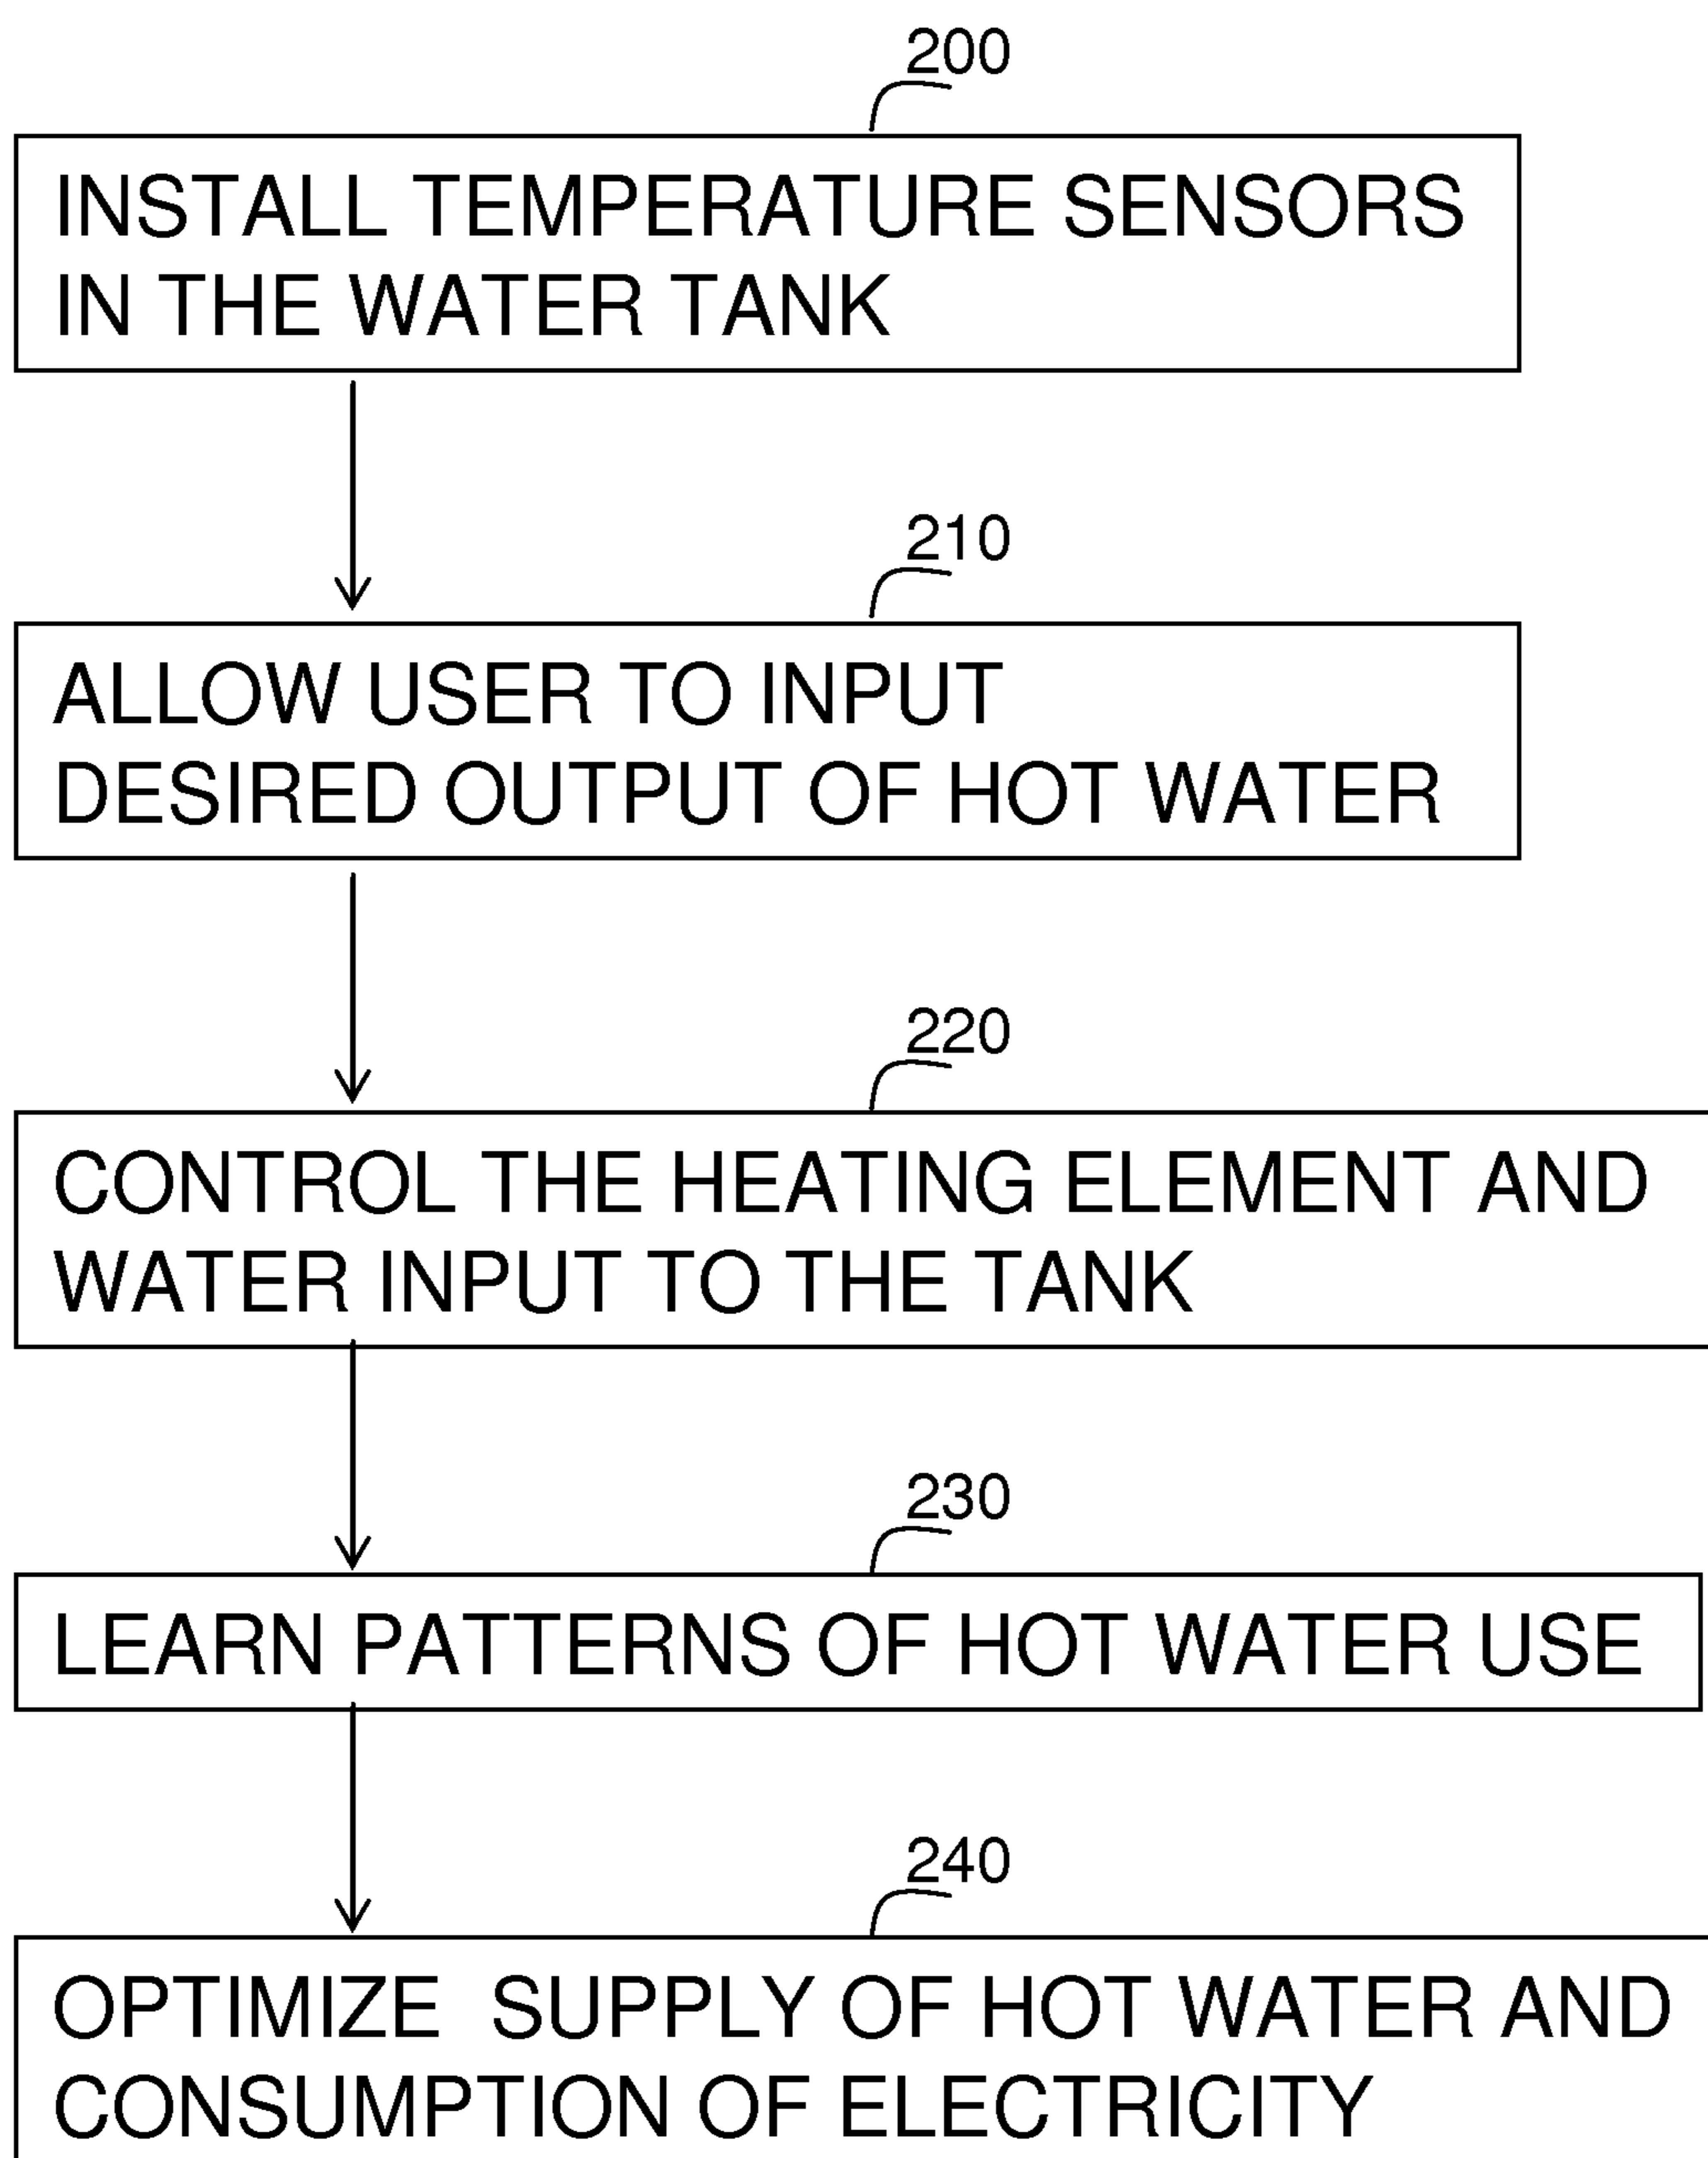 200
INSTALL TEMPERATURE SENSORS
IN THE WATER TANK
210
ALLOW USER TO INPUT
DESIRED OUTPUT OF HOT WATER
220
CONTROL THE HEATING ELEMENT AND
WATER INPUT TO THE TANK
230
LEARN PATTERNS OF HOT WATER USE
240
OPTIMIZE SUPPLY OF HOT WATER AND
CONSUMPTION OF ELECTRICITY